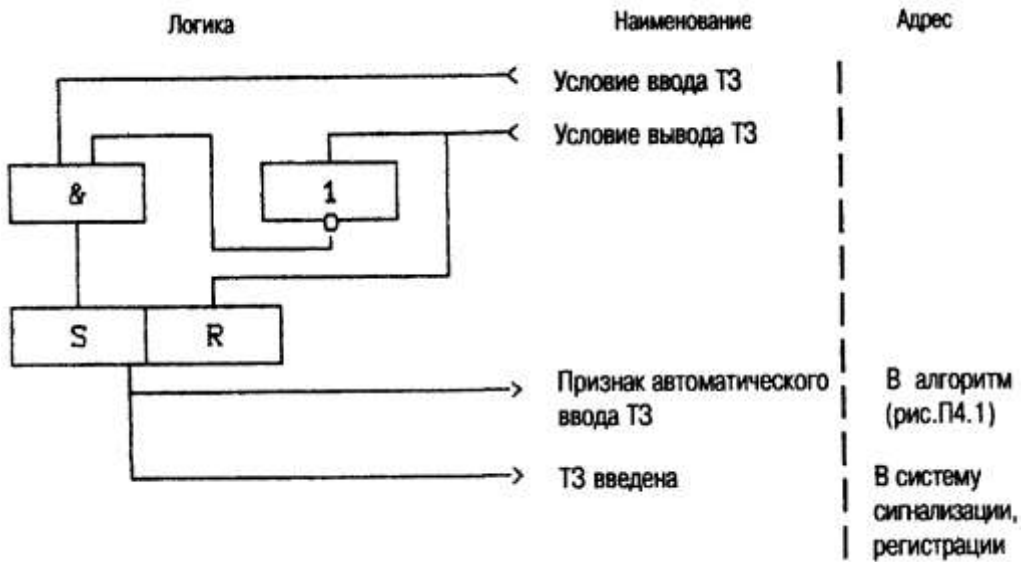 Логика Наименование Адрес
Условие ввода ТЗ
Условие вывода ТЗ
& 1
S R
Признак автоматического
ввода ТЗ
В алгоритм
(рис.П4.1)
ТЗ введена
В систему
сигнализации,
регистрации